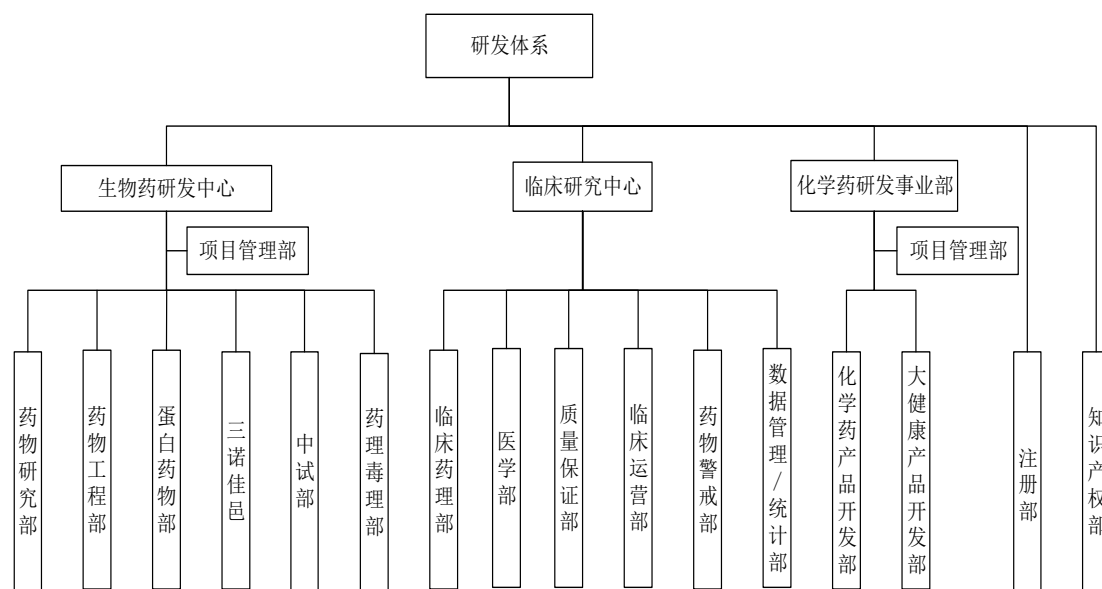 研发体系
生物药研发中心
临床研究中心
化学药研发事业部
项目管理部
项目管理部
药物研究部
药物工程部
蛋白药物部
三诺佳邑
中试部
药理毒理部
临床药理部
医学部
质量保证部
临床运营部
药物警戒部
数据管理/统计部
化学药产品开发部
大健康产品开发部
注册部
知识产权部